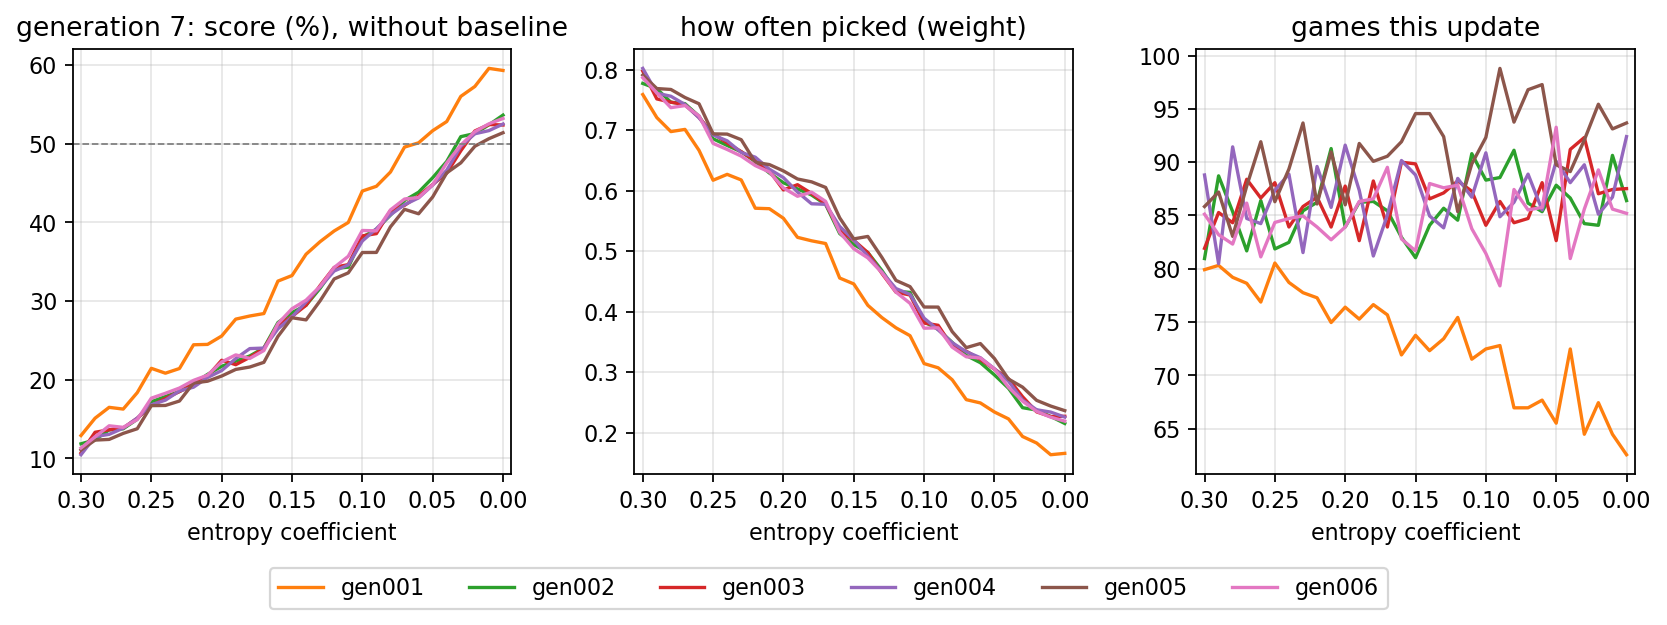 generation 7: score (%), without baseline
how often picked (weight)
games this update
60
50
40
30
20
10
0.30 0.25 0.20 0.15 0.10 0.05 0.00
entropy coefficient
0.8
0.7
0.6
0.5
0.4
0.3
0.2
0.30 0.25 0.20 0.15 0.10 0.05 0.00
entropy coefficient
100
95
90
85
80
75
70
65
0.30 0.25 0.20 0.15 0.10 0.05 0.00
entropy coefficient
gen001 gen002 gen003 gen004 gen005 gen006